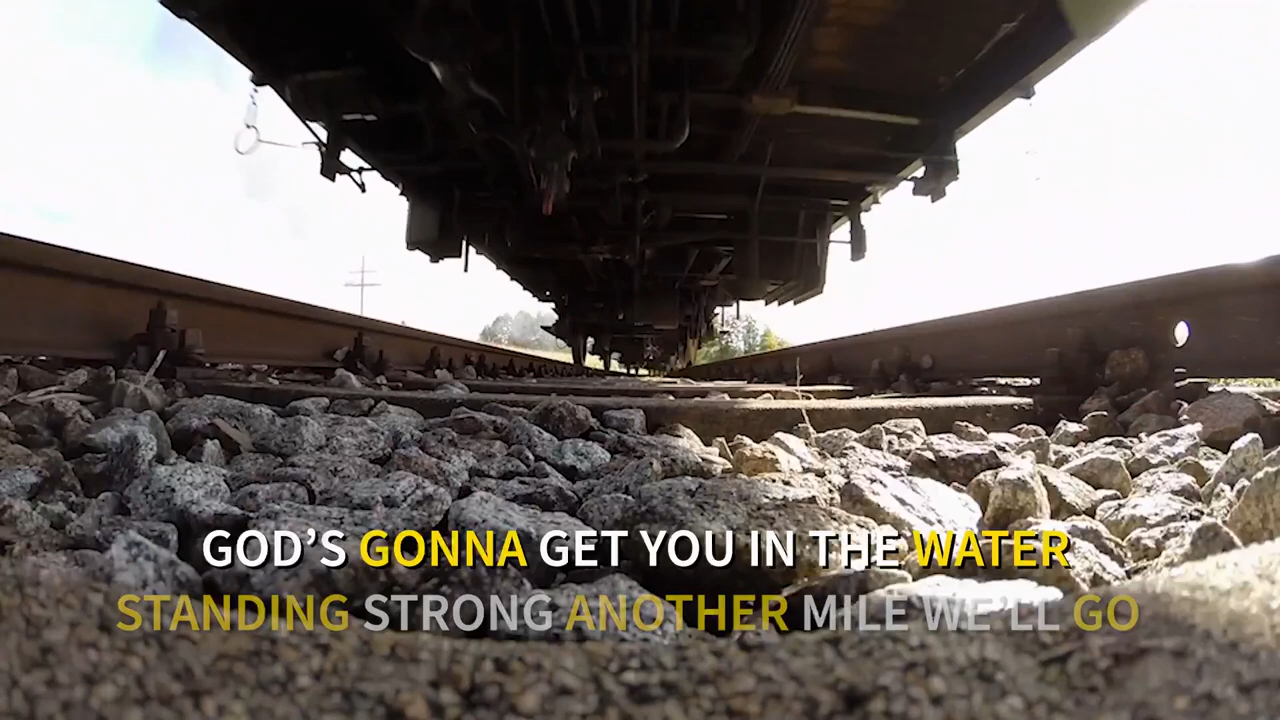 GOD’S GONNA GET YOU IN THE WATER
STANDING STRONG ANOTHER MILE WE’LL GO